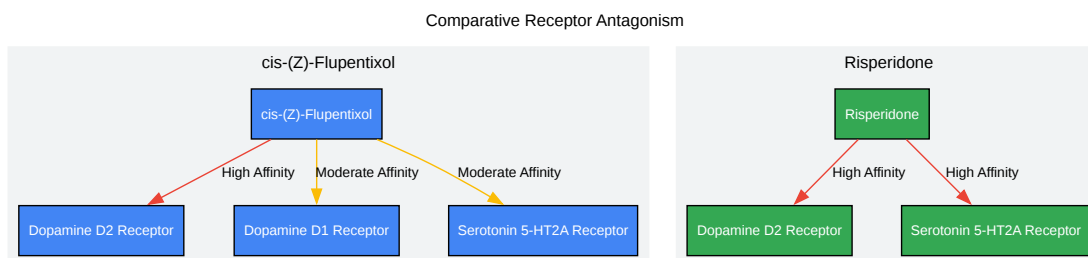 Comparative Receptor Antagonism
cis-(Z)-Flupentixol
Risperidone
cis-(Z)-Flupentixol
Risperidone
High Affinity
Moderate Affinity
Moderate Affinity
High Affinity
High Affinity
Dopamine D2 Receptor
Dopamine D1 Receptor
Serotonin 5-HT2A Receptor
Dopamine D2 Receptor
Serotonin 5-HT2A Receptor